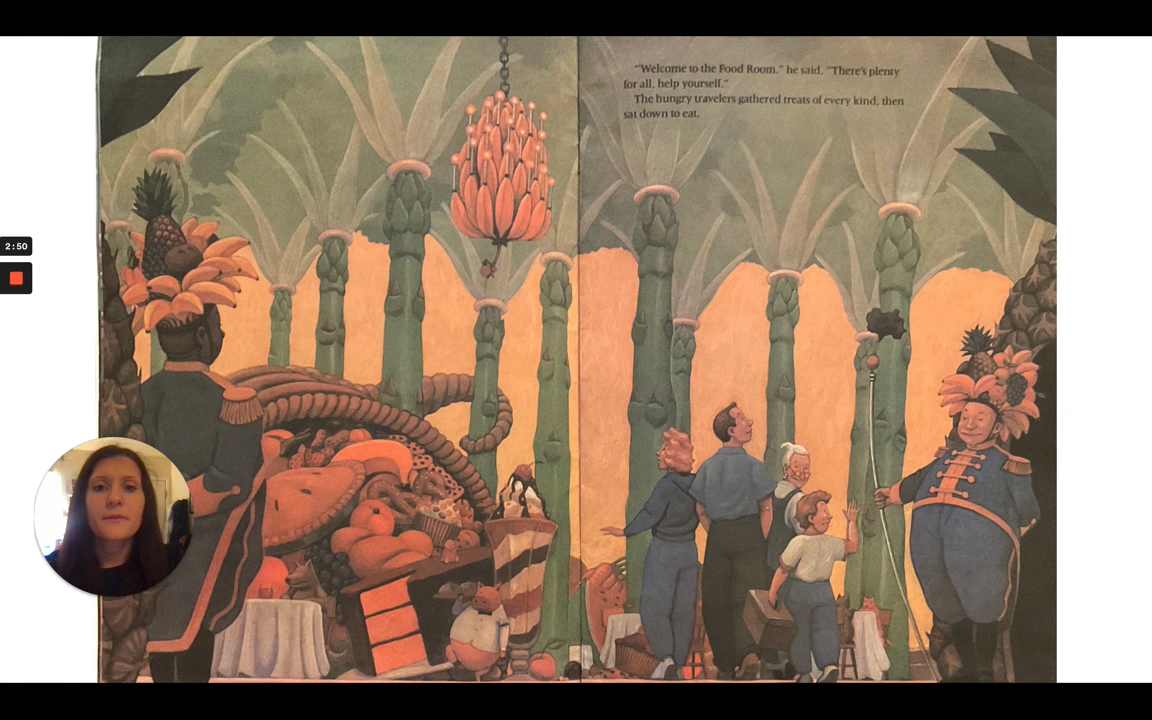 "Welcome to the Food Room," he said. "There's plenty
for all, help yourself."
The hungry travelers gathered treats of every kind, then
sat down to eat.
2:50